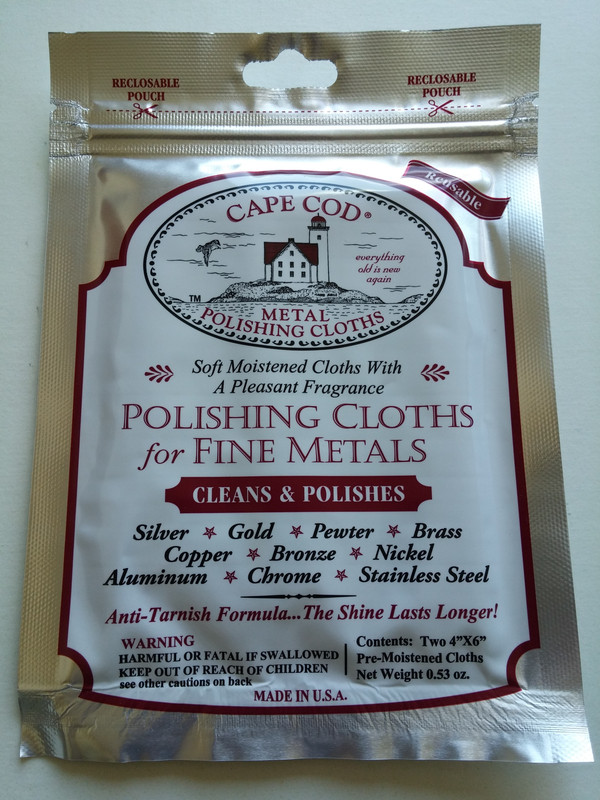 RECLOSABLE
POUCH
RECLOSABLE
POUCH
Reusable
CAPE COD®
everything
old is new
again
TM
METAL
POLISHING CLOTHS
Soft Moistened Cloths With
A Pleasant Fragrance
POLISHING CLOTHS
for FINE METALS
CLEANS & POLISHES
Silver ☆ Gold ☆ Pewter ☆ Brass
Copper ☆ Bronze ☆ Nickel
Aluminum ☆ Chrome ☆ Stainless Steel
Anti-Tarnish Formula...The Shine Lasts Longer!
WARNING
HARMFUL OR FATAL IF SWALLOWED
KEEP OUT OF REACH OF CHILDREN
see other cautions on back
Contents: Two 4"X6"
Pre-Moistened Cloths
Net Weight 0.53 oz.
MADE IN U.S.A.